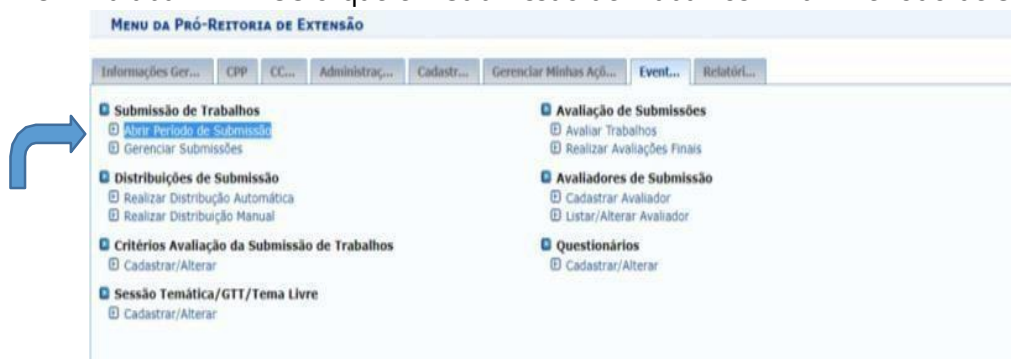 MENU DA PRÓ-REITORIA DE EXTENSÃO
Informações Ger... CPP CC... Administraç... Cadastr... Gerenciar Minhas Açõ... Event... Relatóri...
Submissão de Trabalhos
Abrir Período de Submissão
Gerenciar Submissões
Distribuições de Submissão
Realizar Distribução Automática
Realizar Distribuição Manual
Critérios Avaliação da Submissão de Trabalhos
Cadastrar/Alterar
Sessão Temática/GTT/Tema Livre
Cadastrar/Alterar
Avaliação de Submissões
Avaliar Trabalhos
Realizar Avaliações Finais
Avaliadores de Submissão
Cadastrar Avaliador
Listar/Alterar Avaliador
Questionários
Cadastrar/Alterar